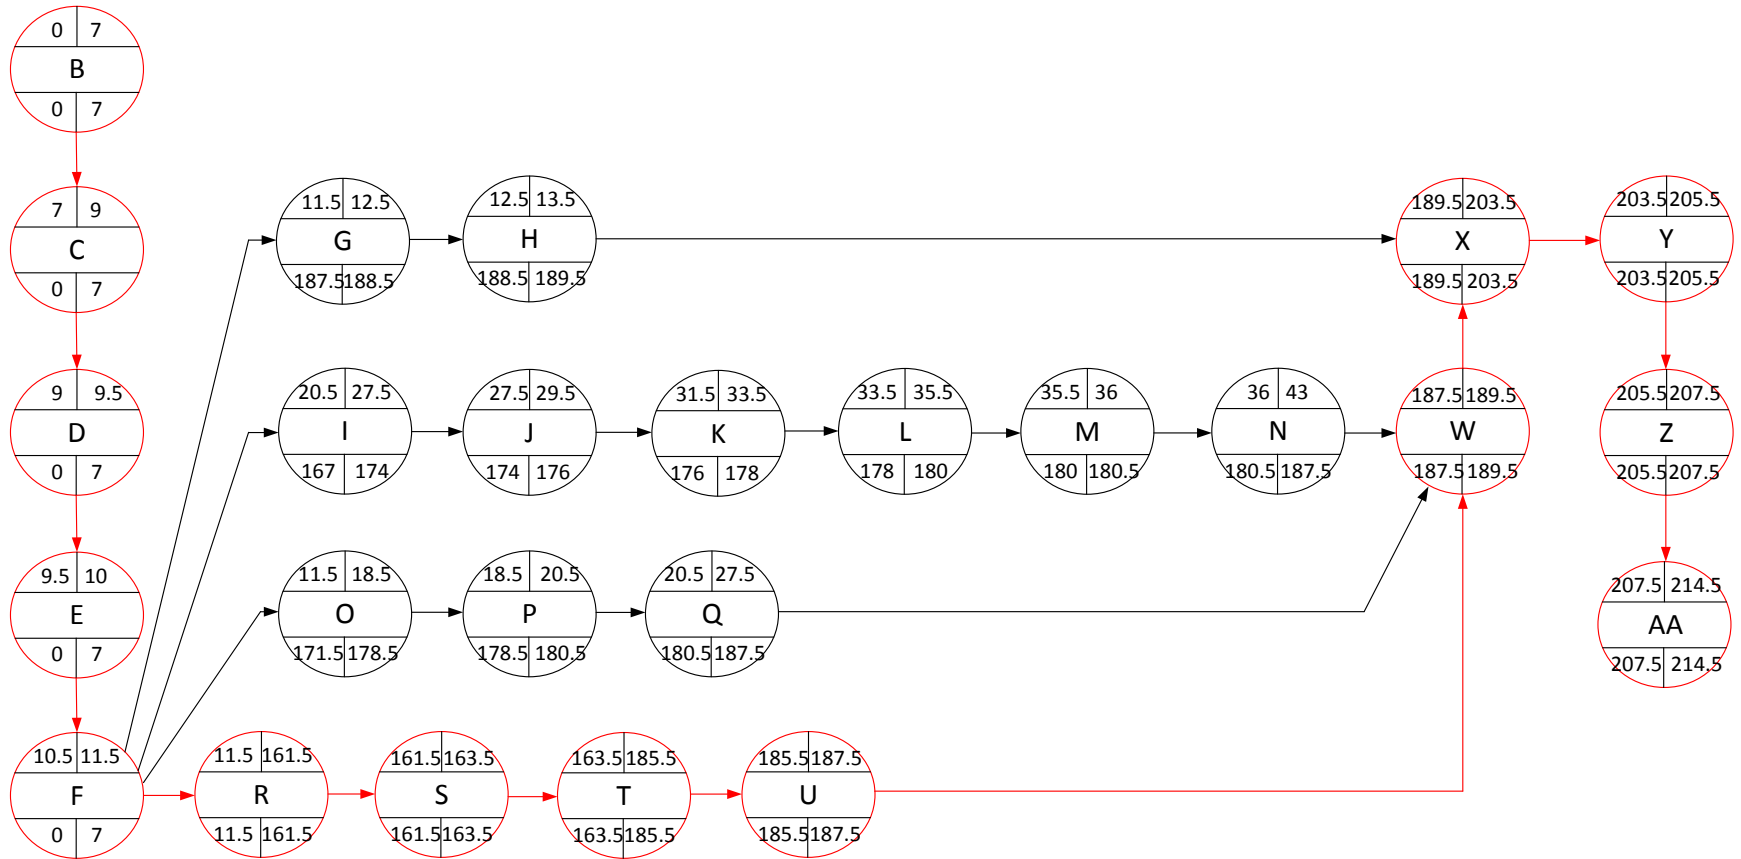 0 7
B
0 7
7 9
C
0 7
9 9.5
D
0 7
9.5 10
E
0 7
10.5 11.5
F
0 7
11.5 12.5
G
187.5 188.5
12.5 13.5
H
188.5 189.5
189.5 203.5
X
189.5 203.5
203.5 205.5
Y
203.5 205.5
20.5 27.5
I
167 174
27.5 29.5
J
174 176
31.5 33.5
K
176 178
33.5 35.5
L
178 180
35.5 36
M
180 180.5
36 43
N
180.5 187.5
187.5 189.5
W
187.5 189.5
205.5 207.5
Z
205.5 207.5
11.5 18.5
O
171.5 178.5
18.5 20.5
P
178.5 180.5
20.5 27.5
Q
180.5 187.5
207.5 214.5
AA
207.5 214.5
11.5 161.5
R
11.5 161.5
161.5 163.5
S
161.5 163.5
163.5 185.5
T
163.5 185.5
185.5 187.5
U
185.5 187.5